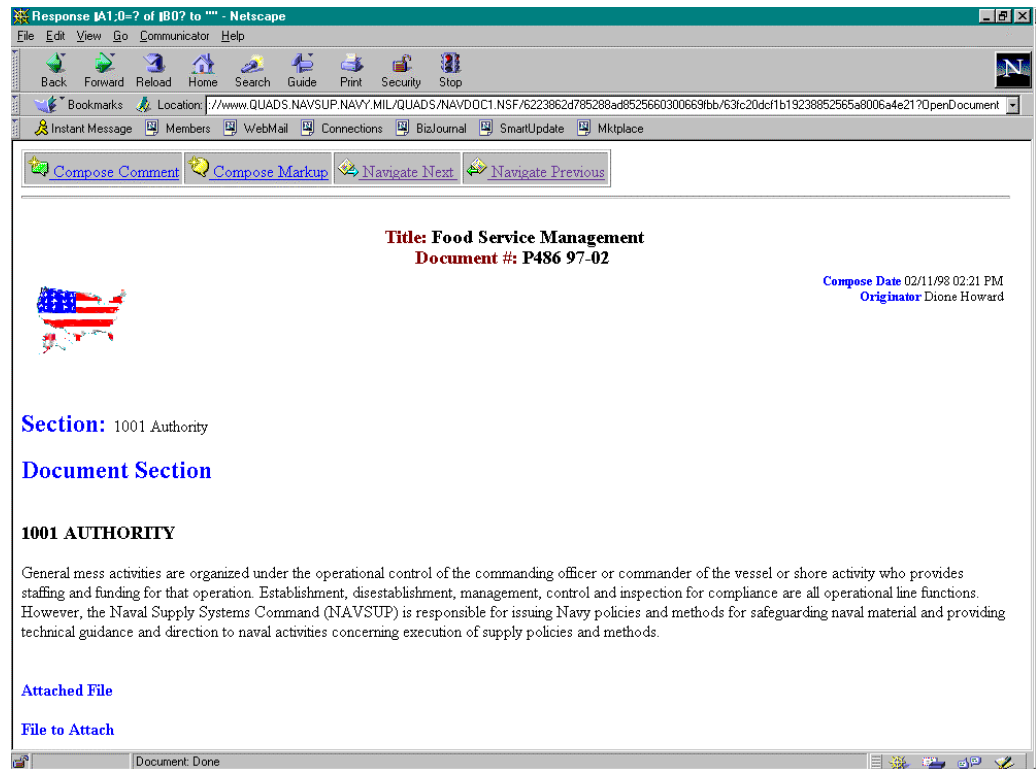 Response |A1;0=? of |B0? to "" - Netscape
File Edit View Go Communicator Help
Back Forward Reload Home Search Guide Print Security Stop
N
Bookmarks Location: ://www.QUADS.NAVSUP.NAVY.MIL/QUADS/NAVDOC1.NSF/6223862d785288ad8525660300669fbb/63fc20dcf1b19238852565a8006a4e21?OpenDocument
Instant Message Members WebMail Connections BizJournal SmartUpdate Mktplace
Compose Comment Compose Markup Navigate Next Navigate Previous
Title: Food Service Management
Document #: P486 97-02
Compose Date 02/11/98 02:21 PM
Originator Dione Howard
Section: 1001 Authority
Document Section
1001 AUTHORITY
General mess activities are organized under the operational control of the commanding officer or commander of the vessel or shore activity who provides
staffing and funding for that operation. Establishment, disestablishment, management, control and inspection for compliance are all operational line functions.
However, the Naval Supply Systems Command (NAVSUP) is responsible for issuing Navy policies and methods for safeguarding naval material and providing
technical guidance and direction to naval activities concerning execution of supply policies and methods.
Attached File
File to Attach
Document: Done